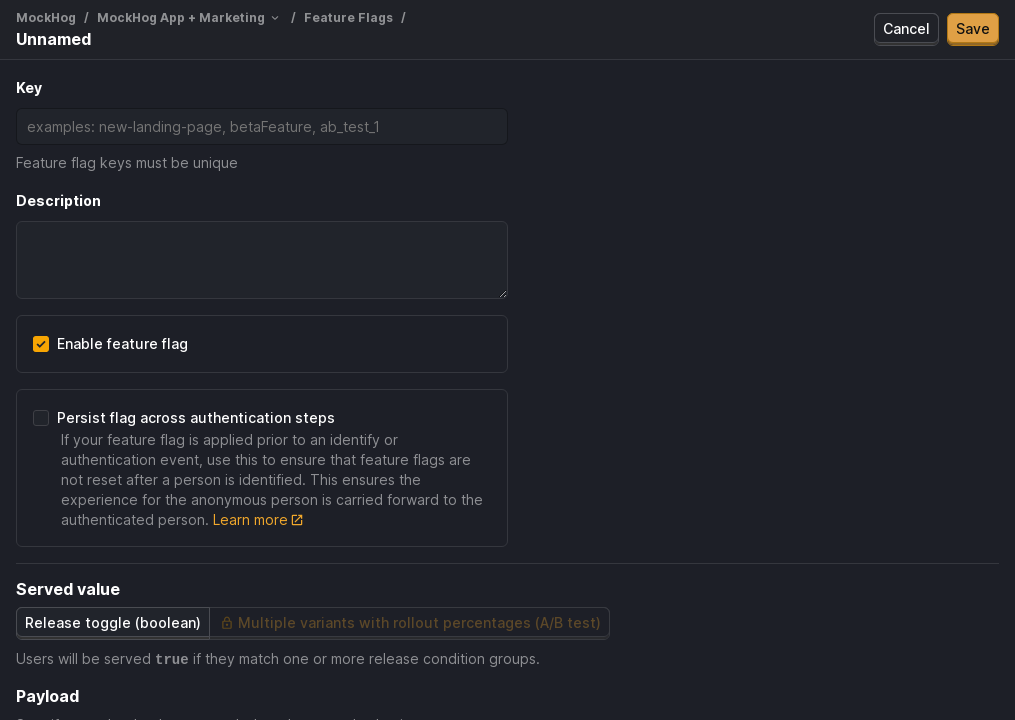 MockHog / MockHog App + Marketing / Feature Flags /
Unnamed
Cancel
Save
Key
examples: new-landing-page, betaFeature, ab_test_1
Feature flag keys must be unique
Description
Enable feature flag
Persist flag across authentication steps
If your feature flag is applied prior to an identify or
authentication event, use this to ensure that feature flags are
not reset after a person is identified. This ensures the
experience for the anonymous person is carried forward to the
authenticated person. Learn more
Served value
Release toggle (boolean)
Multiple variants with rollout percentages (A/B test)
Users will be served true if they match one or more release condition groups.
Payload